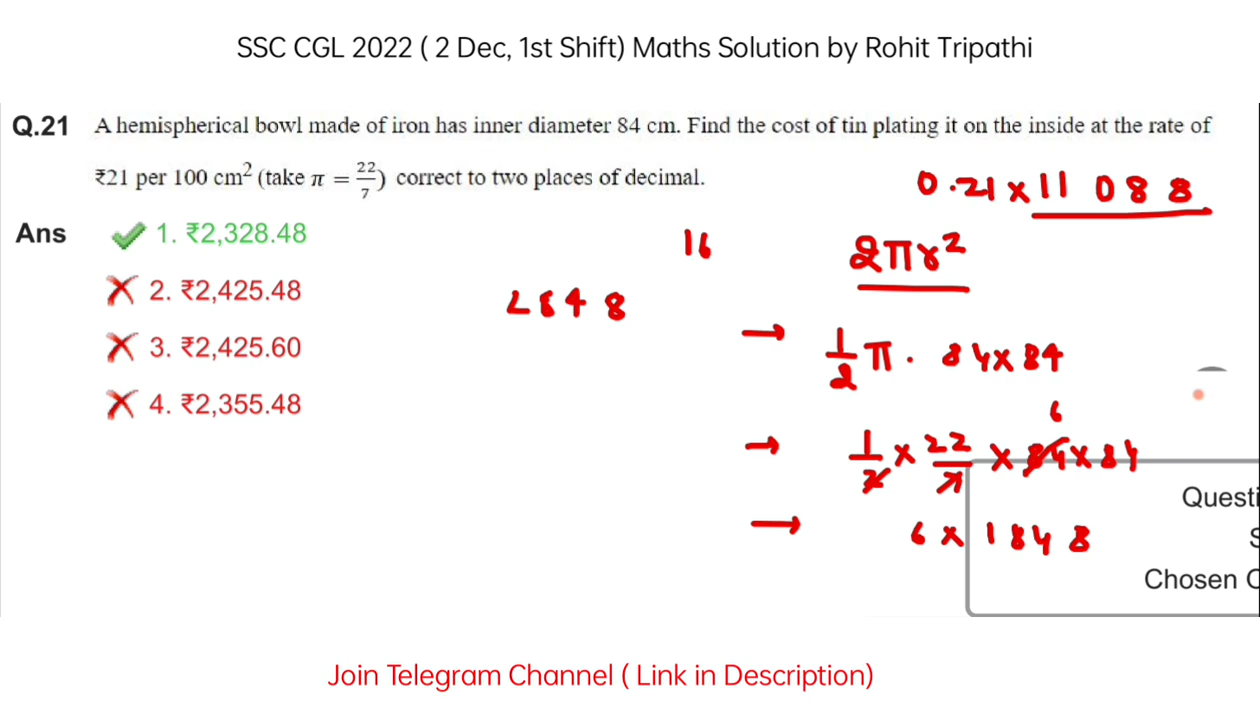 SSC CGL 2022 ( 2 Dec, 1st Shift) Maths Solution by Rohit Tripathi
Q.21 A hemispherical bowl made of iron has inner diameter 84 cm. Find the cost of tin plating it on the inside at the rate of
₹21 per 100 cm² (take π = 22/7) correct to two places of decimal.
0.21 x 11 088
Ans 1. ₹2,328.48
16
2πr²
2. ₹2,425.48
3. ₹2,425.60
→ 1/2 π . 84 x 84
4. ₹2,355.48
6
→ 1/2 x 22/7 x 84 x 84
Questi
→ 6 x 1848
S
Chosen O
Join Telegram Channel ( Link in Description)